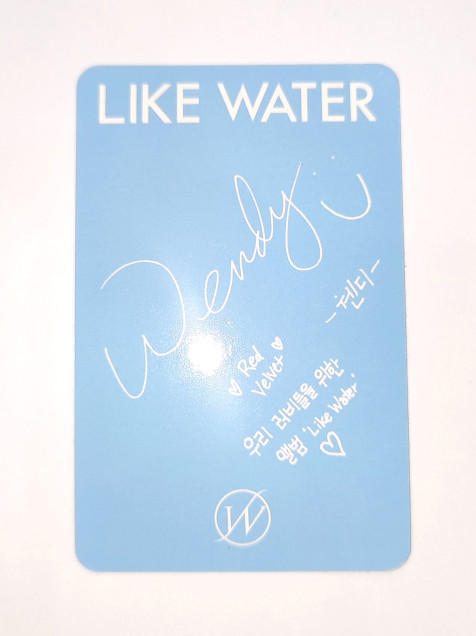 LIKE WATER
Wendy
-웬디-
♡ Red
Velvet ♡
우리 러비들을 위한
앨범 'Like Water'
♡
W